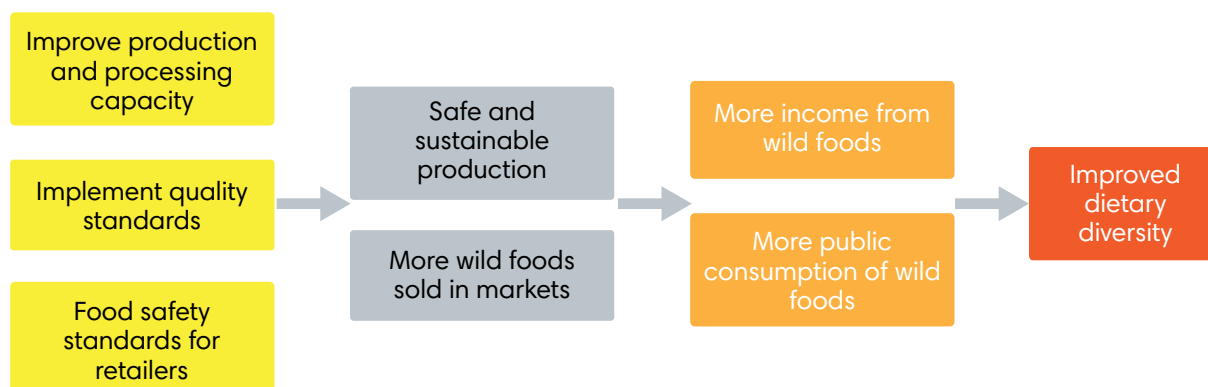 Improve production
and processing
capacity
Implement quality
standards
Food safety
standards for
retailers
Safe and
sustainable
production
More wild foods
sold in markets
More income from
wild foods
More public
consumption of wild
foods
Improved
dietary
diversity